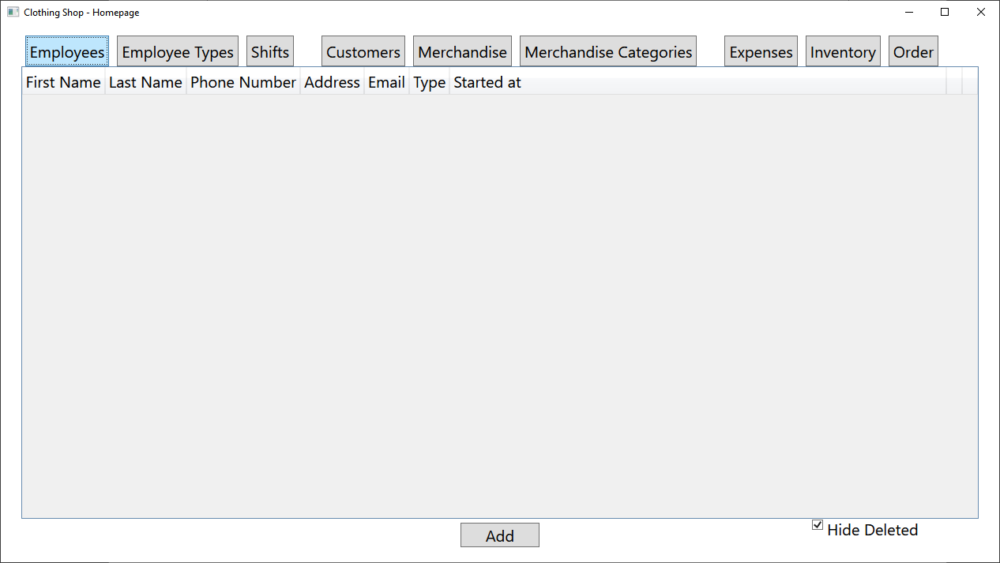 Clothing Shop - Homepage
Employees Employee Types Shifts Customers Merchandise Merchandise Categories Expenses Inventory Order
First Name Last Name Phone Number Address Email Type Started at
Add Hide Deleted